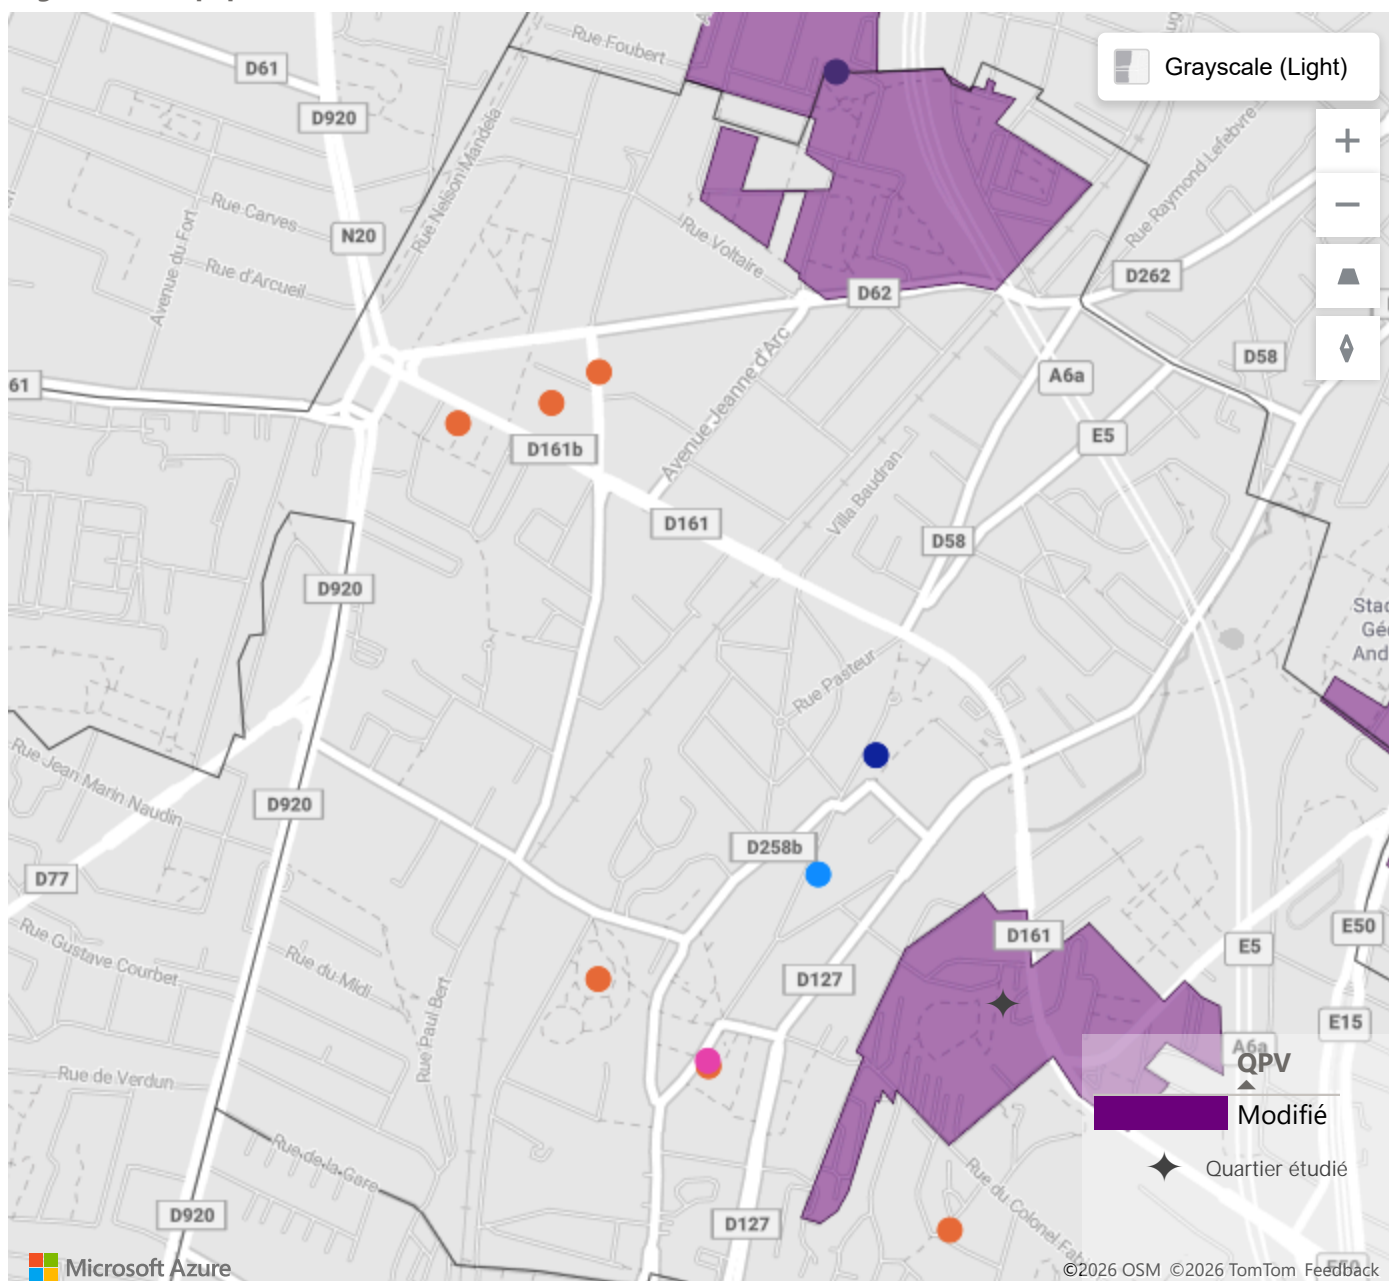 Rue Foubert
Grayscale (Light)
D61
D920
Rue Nelson Mandela
Rue Raymond Lefebvre
Rue Carves
Avenue du Fort
N20
Rue d'Arcueil
Rue Voltaire
D262
D62
D58
61
A6a
Avenue Jeanne d'Arc
E5
D161b
Villa Baudran
D161
D58
D920
Rue Pasteur
Rue Jean Marin Naudin
D920
D258b
D77
Rue Gustave Courbet
Rue du Midi
D161
E50
E5
D127
Rue Paul Bert
E15
A6a
QPV
Rue de Verdun
Modifié
Rue de la Gare
Quartier étudié
D920
D127
Rue du Colonel Fab
Microsoft Azure
©2026 OSM ©2026 TomTom Feedback